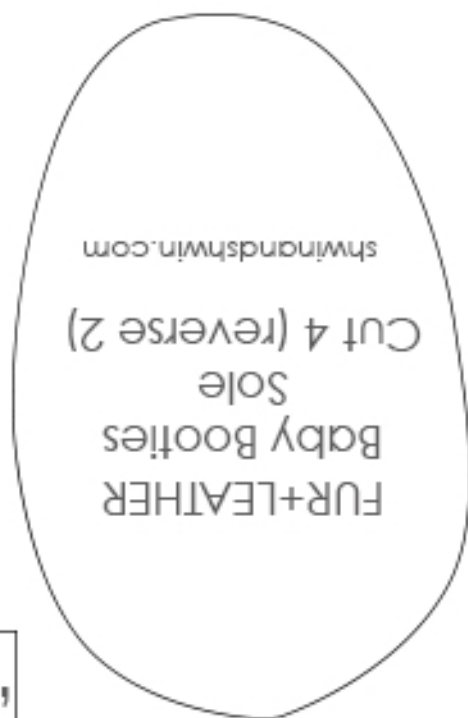 FUR+LEATHER
Baby Booties
Sole
Cut 4 (reverse 2)
shwinandshwin.com